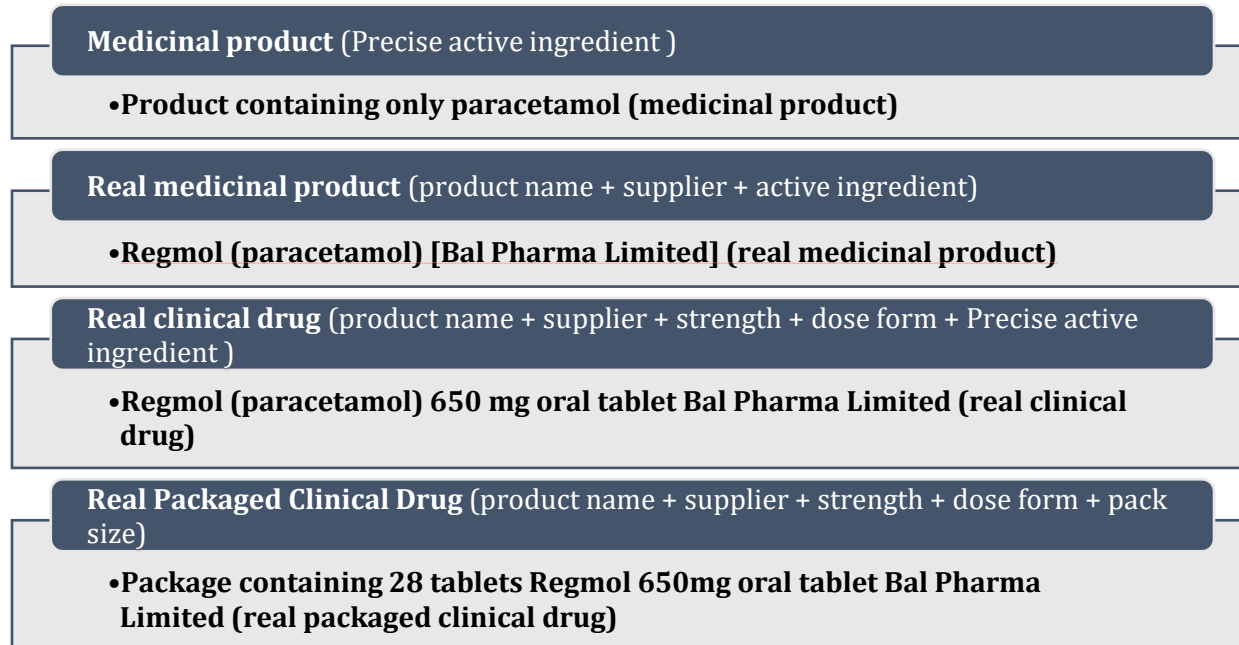 Medicinal product (Precise active ingredient )
•Product containing only paracetamol (medicinal product)
Real medicinal product (product name + supplier + active ingredient)
•Regmol (paracetamol) [Bal Pharma Limited] (real medicinal product)
Real clinical drug (product name + supplier + strength + dose form + Precise active
ingredient )
•Regmol (paracetamol) 650 mg oral tablet Bal Pharma Limited (real clinical
drug)
Real Packaged Clinical Drug (product name + supplier + strength + dose form + pack
size)
•Package containing 28 tablets Regmol 650mg oral tablet Bal Pharma
Limited (real packaged clinical drug)